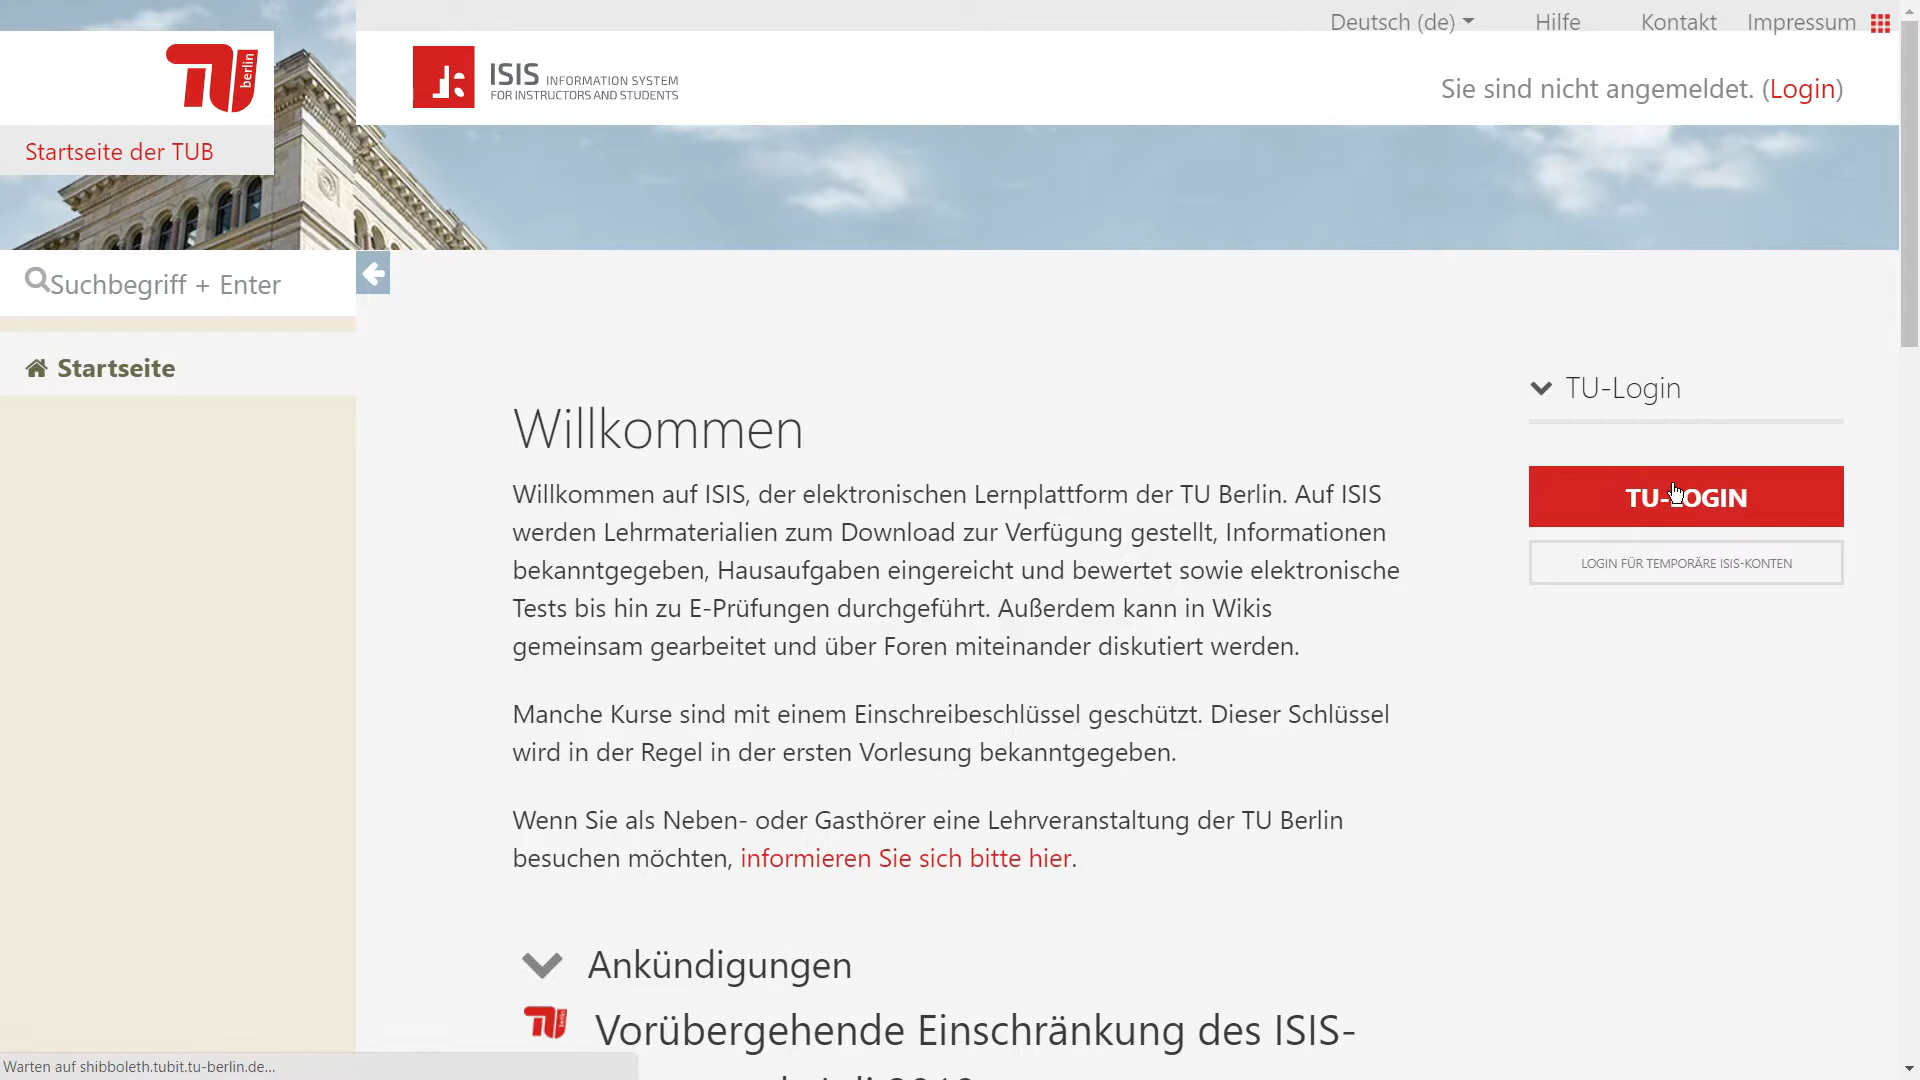 Deutsch (de) Hilfe Kontakt Impressum
TU berlin
ISIS INFORMATION SYSTEM
FOR INSTRUCTORS AND STUDENTS
Sie sind nicht angemeldet. (Login)
Startseite der TUB
Suchbegriff + Enter
Startseite
TU-Login
TU-LOGIN
LOGIN FÜR TEMPORÄRE ISIS-KONTEN
Willkommen
Willkommen auf ISIS, der elektronischen Lernplattform der TU Berlin. Auf ISIS
werden Lehrmaterialien zum Download zur Verfügung gestellt, Informationen
bekanntgegeben, Hausaufgaben eingereicht und bewertet sowie elektronische
Tests bis hin zu E-Prüfungen durchgeführt. Außerdem kann in Wikis
gemeinsam gearbeitet und über Foren miteinander diskutiert werden.
Manche Kurse sind mit einem Einschreibeschlüssel geschützt. Dieser Schlüssel
wird in der Regel in der ersten Vorlesung bekanntgegeben.
Wenn Sie als Neben- oder Gasthörer eine Lehrveranstaltung der TU Berlin
besuchen möchten, informieren Sie sich bitte hier.
Ankündigungen
TU berlin
Vorübergehende Einschränkung des ISIS-
Warten auf shibboleth.tubit.tu-berlin.de...